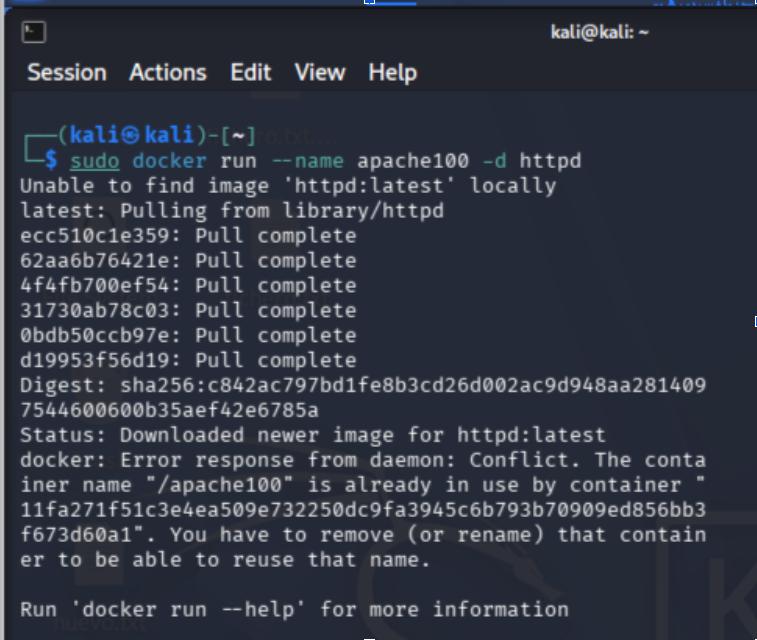 kali@kali: ~
Session Actions Edit View Help
┌──(kali㉿kali)-[~]
└─$ sudo docker run --name apache100 -d httpd
Unable to find image 'httpd:latest' locally
latest: Pulling from library/httpd
ecc510c1e359: Pull complete
62aa6b76421e: Pull complete
4f4fb700ef54: Pull complete
31730ab78c03: Pull complete
0bdb50ccb97e: Pull complete
d19953f56d19: Pull complete
Digest: sha256:c842ac797bd1fe8b3cd26d002ac9d948aa281409
7544600600b35aef42e6785a
Status: Downloaded newer image for httpd:latest
docker: Error response from daemon: Conflict. The conta
iner name "/apache100" is already in use by container "
11fa271f51c3e4ea509e732250dc9fa3945c6b793b70909ed856bb3
f673d60a1". You have to remove (or rename) that contain
er to be able to reuse that name.
Run 'docker run --help' for more information
nuevo.txt